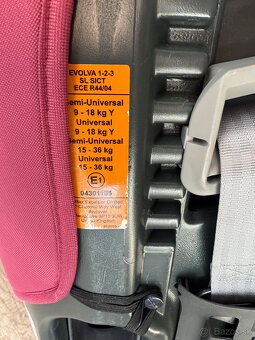 EVOLVA 1-2-3
SL SICT
ECE R44/04
Semi-Universal
9 - 18 kg Y
Universal
9 - 18 kg Y
Semi-Universal
15 - 36 kg
Universal
15 - 36 kg
E1
Andover